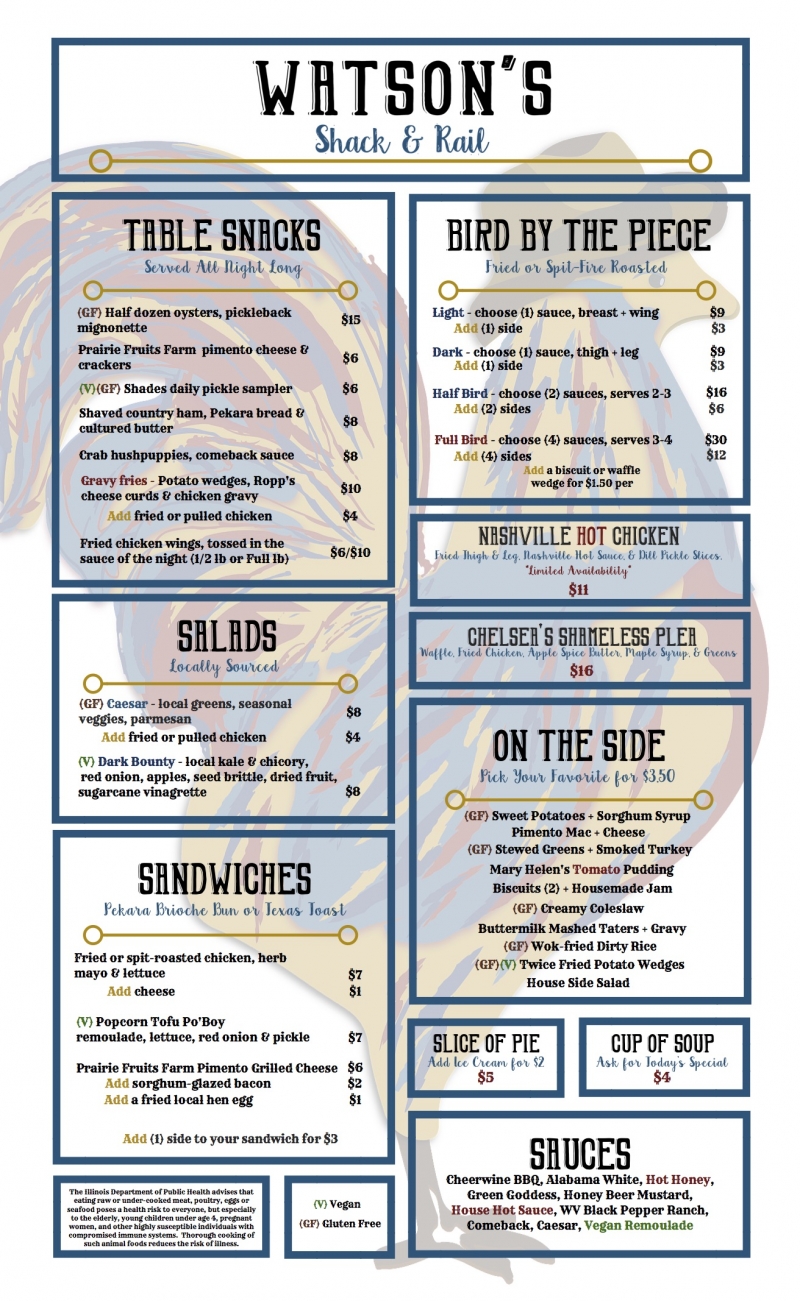 WATSON'S
Shack & Rail
TABLE SNACKS
Served All Night Long
(GF) Half dozen oysters, pickleback
mignonette
$15
Prairie Fruits Farm pimento cheese &
crackers
$6
(V)(GF) Shades daily pickle sampler $6
Shaved country ham, Pekara bread &
cultured butter
$8
Crab hushpuppies, comeback sauce $8
Gravy fries - Potato wedges, Ropp's
cheese curds & chicken gravy
$10
Add fried or pulled chicken $4
Fried chicken wings, tossed in the
sauce of the night (1/2 lb or Full lb)
$6/$10
SALADS
Locally Sourced
(GF) Caesar - local greens, seasonal
veggies, parmesan
$8
Add fried or pulled chicken $4
(V) Dark Bounty - local kale & chicory,
red onion, apples, seed brittle, dried fruit,
sugarcane vinagrette $8
SANDWICHES
Pekara Brioche Bun or Texas Toast
Fried or spit-roasted chicken, herb
mayo & lettuce $7
Add cheese $1
(V) Popcorn Tofu Po'Boy
remoulade, lettuce, red onion & pickle $7
Prairie Fruits Farm Pimento Grilled Cheese $6
Add sorghum-glazed bacon $2
Add a fried local hen egg $1
Add (1) side to your sandwich for $3
The Illinois Department of Public Health advises that
eating raw or under-cooked meat, poultry, eggs or
seafood poses a health risk to everyone, but especially
to the elderly, young children under age 4, pregnant
women, and other highly susceptible individuals with
compromised immune systems. Thorough cooking of
such animal foods reduces the risk of illness.
(V) Vegan
(GF) Gluten Free
BIRD BY THE PIECE
Fried or Spit-Fire Roasted
Light - choose (1) sauce, breast + wing $9
Add (1) side $3
Dark - choose (1) sauce, thigh + leg $9
Add (1) side $3
Half Bird - choose (2) sauces, serves 2-3 $16
Add (2) sides $6
Full Bird - choose (4) sauces, serves 3-4 $30
Add (4) sides $12
Add a biscuit or waffle
wedge for $1.50 per
NASHVILLE HOT CHICKEN
Fried Thigh & Leg, Nashville Hot Sauce, & Dill Pickle Slices.
*Limited Availability*
$11
CHELSEA'S SHAMELESS PLEA
Waffle, Fried Chicken, Apple Spice Butter, Maple Syrup, & Greens
$16
ON THE SIDE
Pick Your Favorite for $3.50
(GF) Sweet Potatoes + Sorghum Syrup
Pimento Mac + Cheese
(GF) Stewed Greens + Smoked Turkey
Mary Helen's Tomato Pudding
Biscuits (2) + Housemade Jam
(GF) Creamy Coleslaw
Buttermilk Mashed Taters + Gravy
(GF) Wok-fried Dirty Rice
(GF)(V) Twice Fried Potato Wedges
House Side Salad
SLICE OF PIE
Add Ice Cream for $2
$5
CUP OF SOUP
Ask for Today's Special
$4
SAUCES
Cheerwine BBQ, Alabama White, Hot Honey,
Green Goddess, Honey Beer Mustard,
House Hot Sauce, WV Black Pepper Ranch,
Comeback, Caesar, Vegan Remoulade